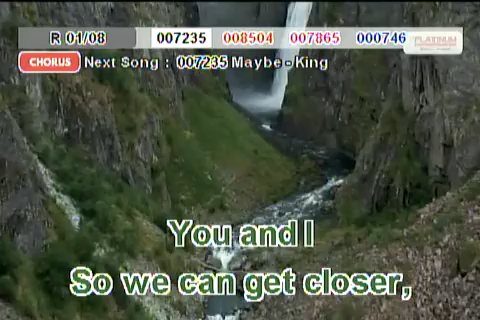 R 01/08 007235 008504 007865 000746 PLATINUM
CHORUS Next Song : 007235 Maybe - King
You and I
So we can get closer,